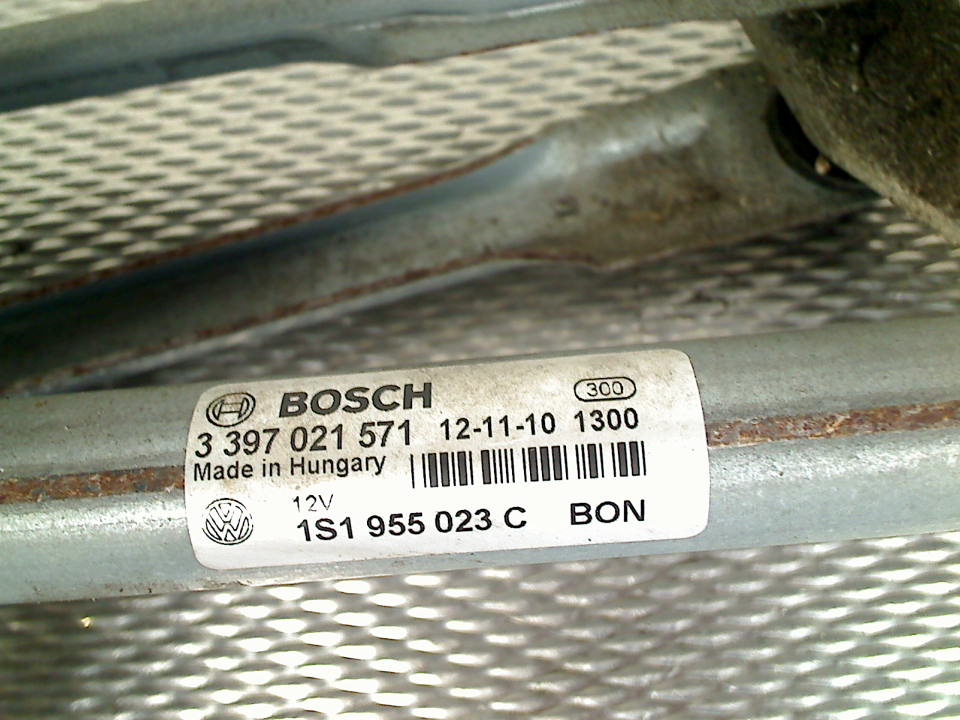 BOSCH 300
3 397 021 571 12-11-10 1300
Made in Hungary
12V
1S1 955 023 C BON